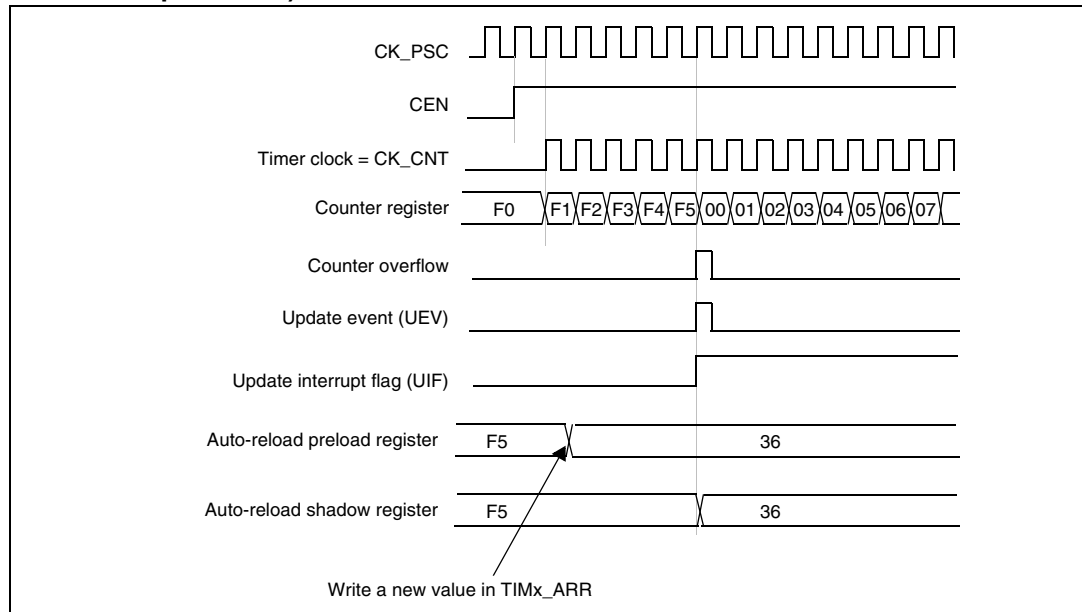 CK_PSC
CEN
Timer clock = CK_CNT
Counter register F0 F1 F2 F3 F4 F5 00 01 02 03 04 05 06 07
Counter overflow
Update event (UEV)
Update interrupt flag (UIF)
Auto-reload preload register F5 36
Auto-reload shadow register F5 36
Write a new value in TIMx_ARR